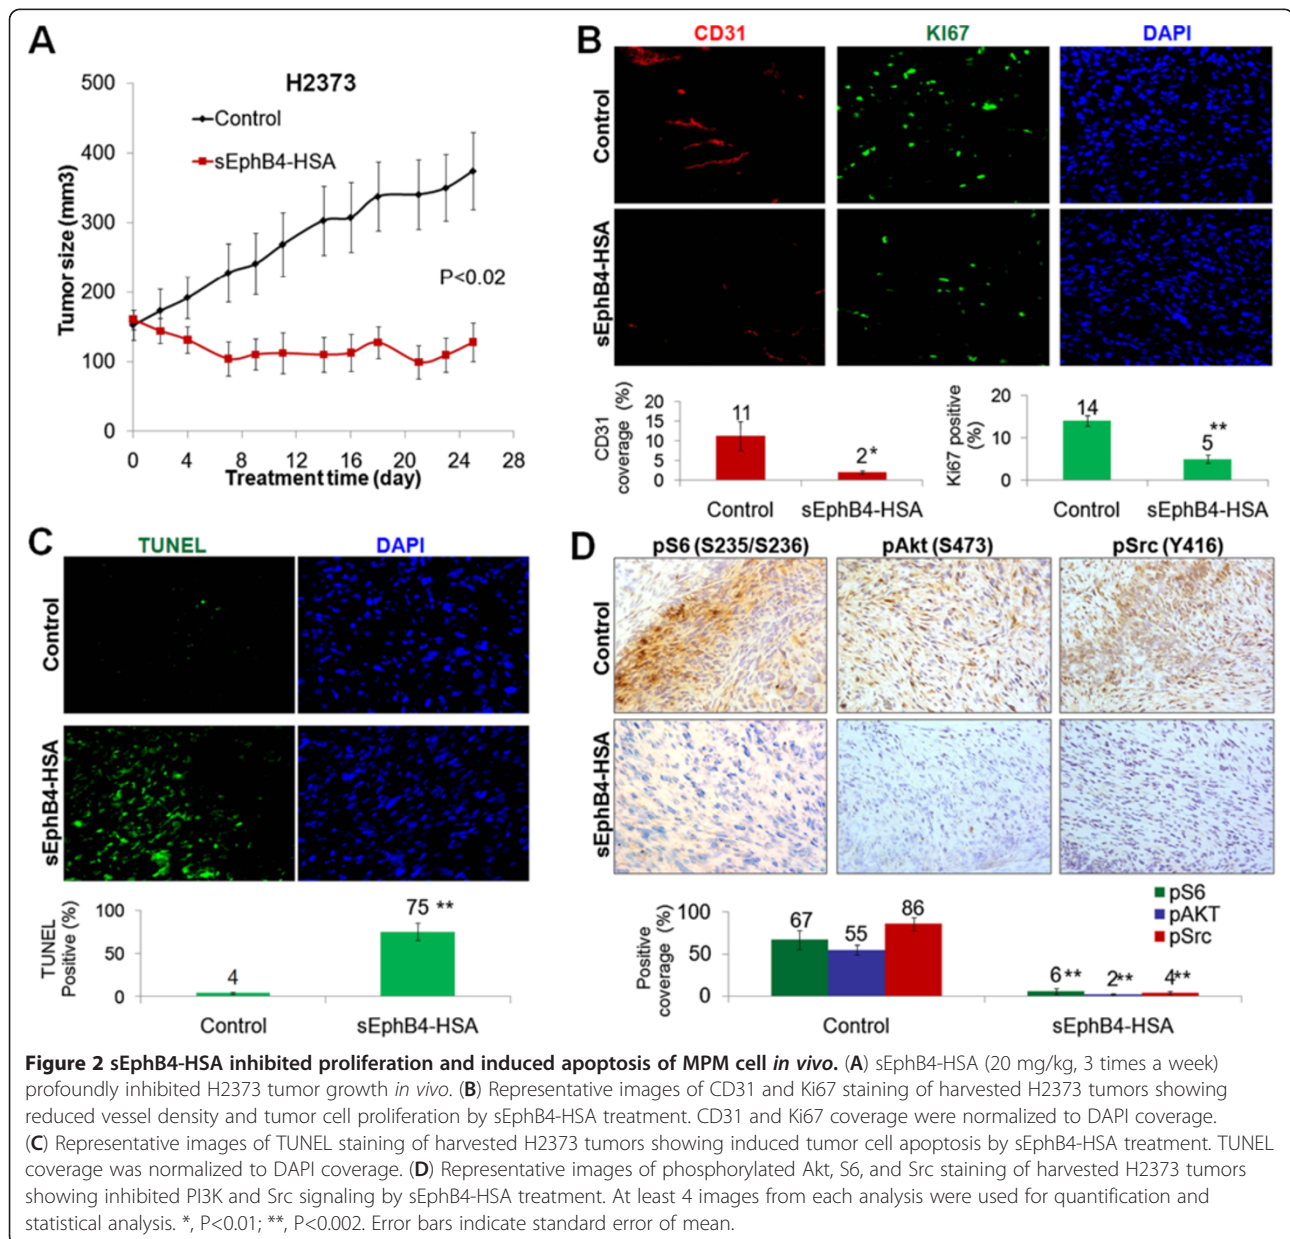 A
H2373
500
400
300
200
100
0
Tumor size (mm3)
Control
sEphB4-HSA
P<0.02
0 4 8 12 16 20 24 28
Treatment time (day)
B
CD31 KI67 DAPI
Control
sEphB4-HSA
CD31
coverage (%)
20
15
10
5
0
11
2*
Control sEphB4-HSA
Ki67 positive
(%)
20
10
0
14
5
**
Control sEphB4-HSA
C
TUNEL DAPI
Control
sEphB4-HSA
TUNEL
Positive (%)
100
50
0
4
75 **
Control sEphB4-HSA
D
pS6 (S235/S236) pAkt (S473) pSrc (Y416)
Control
sEphB4-HSA
Positive
coverage (%)
100
50
0
67
55
86
6**
2**
4**
pS6
pAKT
pSrc
Control sEphB4-HSA
Figure 2 sEphB4-HSA inhibited proliferation and induced apoptosis of MPM cell in vivo. (A) sEphB4-HSA (20 mg/kg, 3 times a week)
profoundly inhibited H2373 tumor growth in vivo. (B) Representative images of CD31 and Ki67 staining of harvested H2373 tumors showing
reduced vessel density and tumor cell proliferation by sEphB4-HSA treatment. CD31 and Ki67 coverage were normalized to DAPI coverage.
(C) Representative images of TUNEL staining of harvested H2373 tumors showing induced tumor cell apoptosis by sEphB4-HSA treatment. TUNEL
coverage was normalized to DAPI coverage. (D) Representative images of phosphorylated Akt, S6, and Src staining of harvested H2373 tumors
showing inhibited PI3K and Src signaling by sEphB4-HSA treatment. At least 4 images from each analysis were used for quantification and
statistical analysis. *, P<0.01; **, P<0.002. Error bars indicate standard error of mean.